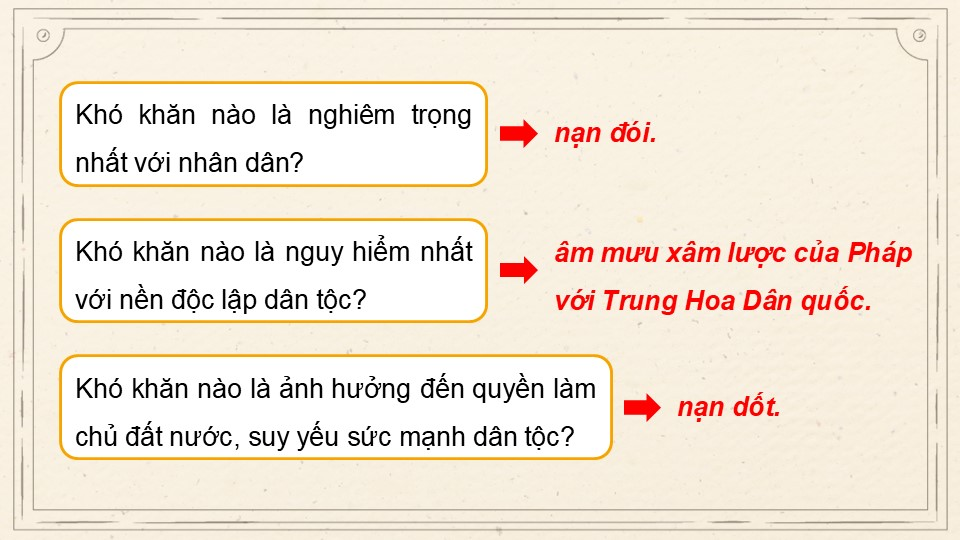 Khó khăn nào là nghiêm trọng
nhất với nhân dân?
nạn đói.
Khó khăn nào là nguy hiểm nhất
với nền độc lập dân tộc?
âm mưu xâm lược của Pháp
với Trung Hoa Dân quốc.
Khó khăn nào là ảnh hưởng đến quyền làm
chủ đất nước, suy yếu sức mạnh dân tộc?
nạn dốt.